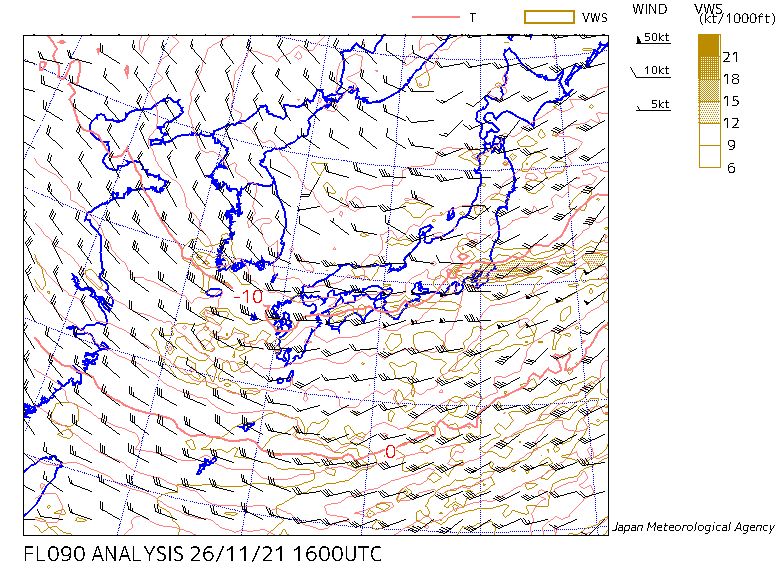 T VWS WIND VWS
(kt/1000ft)
50kt
10kt
5kt
21
18
15
12
9
6
-10
0
Japan Meteorological Agency
FL090 ANALYSIS 26/11/21 1600UTC